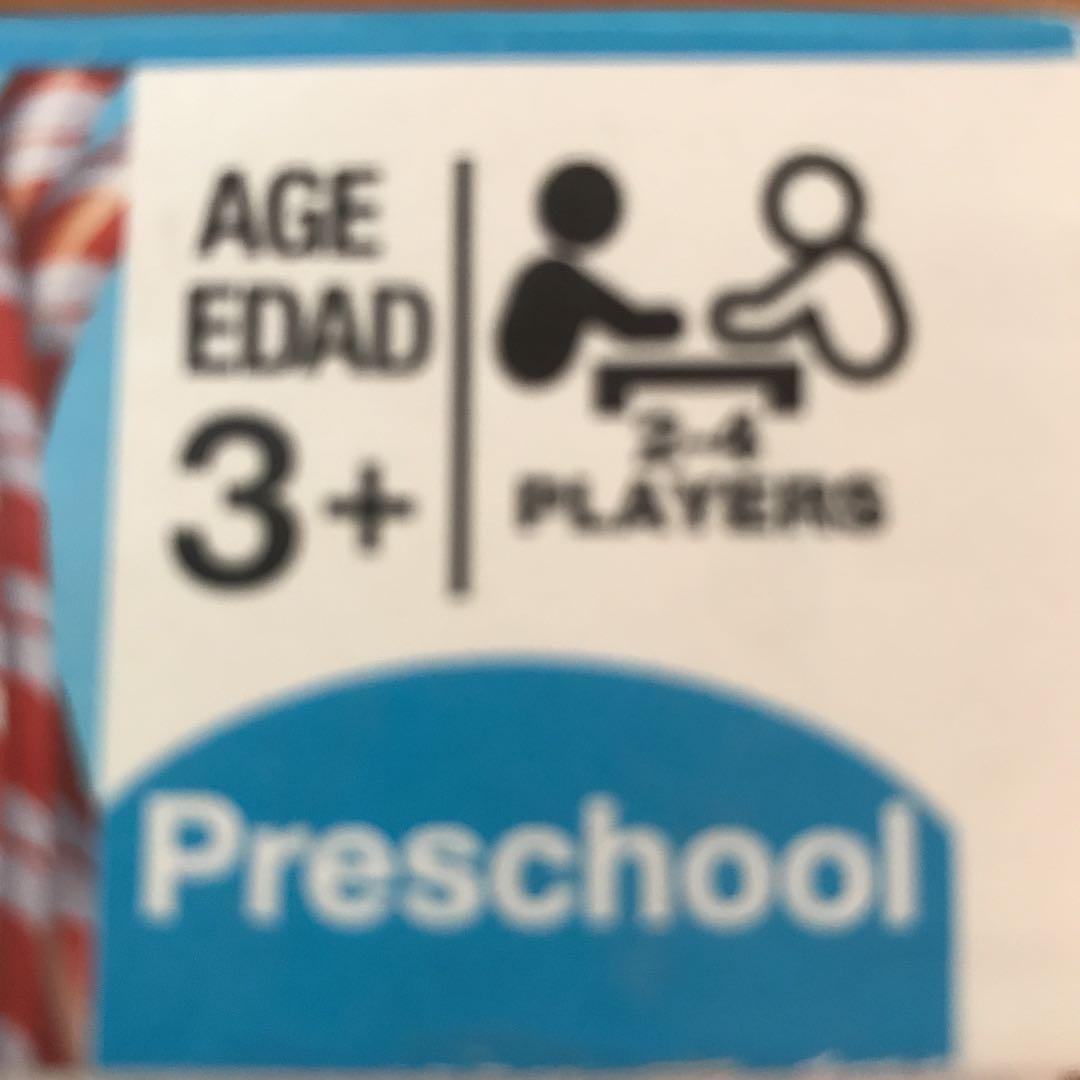 AGE
EDAD
3+
2-4
PLAYERS
Preschool